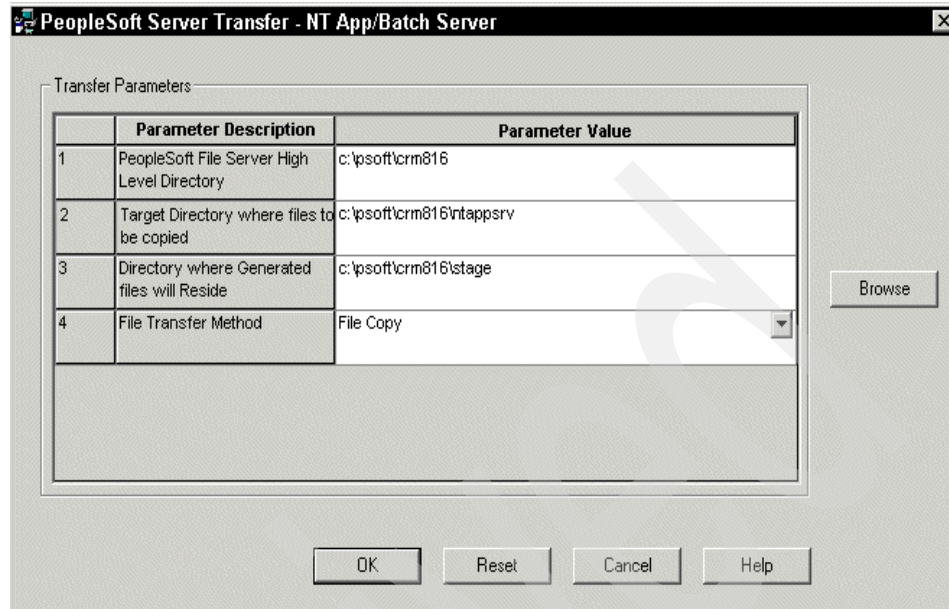 PeopleSoft Server Transfer - NT App/Batch Server
Transfer Parameters
Parameter Description Parameter Value
1 PeopleSoft File Server High c:\psoft\crm816
Level Directory
2 Target Directory where files to c:\psoft\crm816\ntappsrv
be copied
3 Directory where Generated c:\psoft\crm816\stage
files will Reside
4 File Transfer Method File Copy
Browse
OK Reset Cancel Help